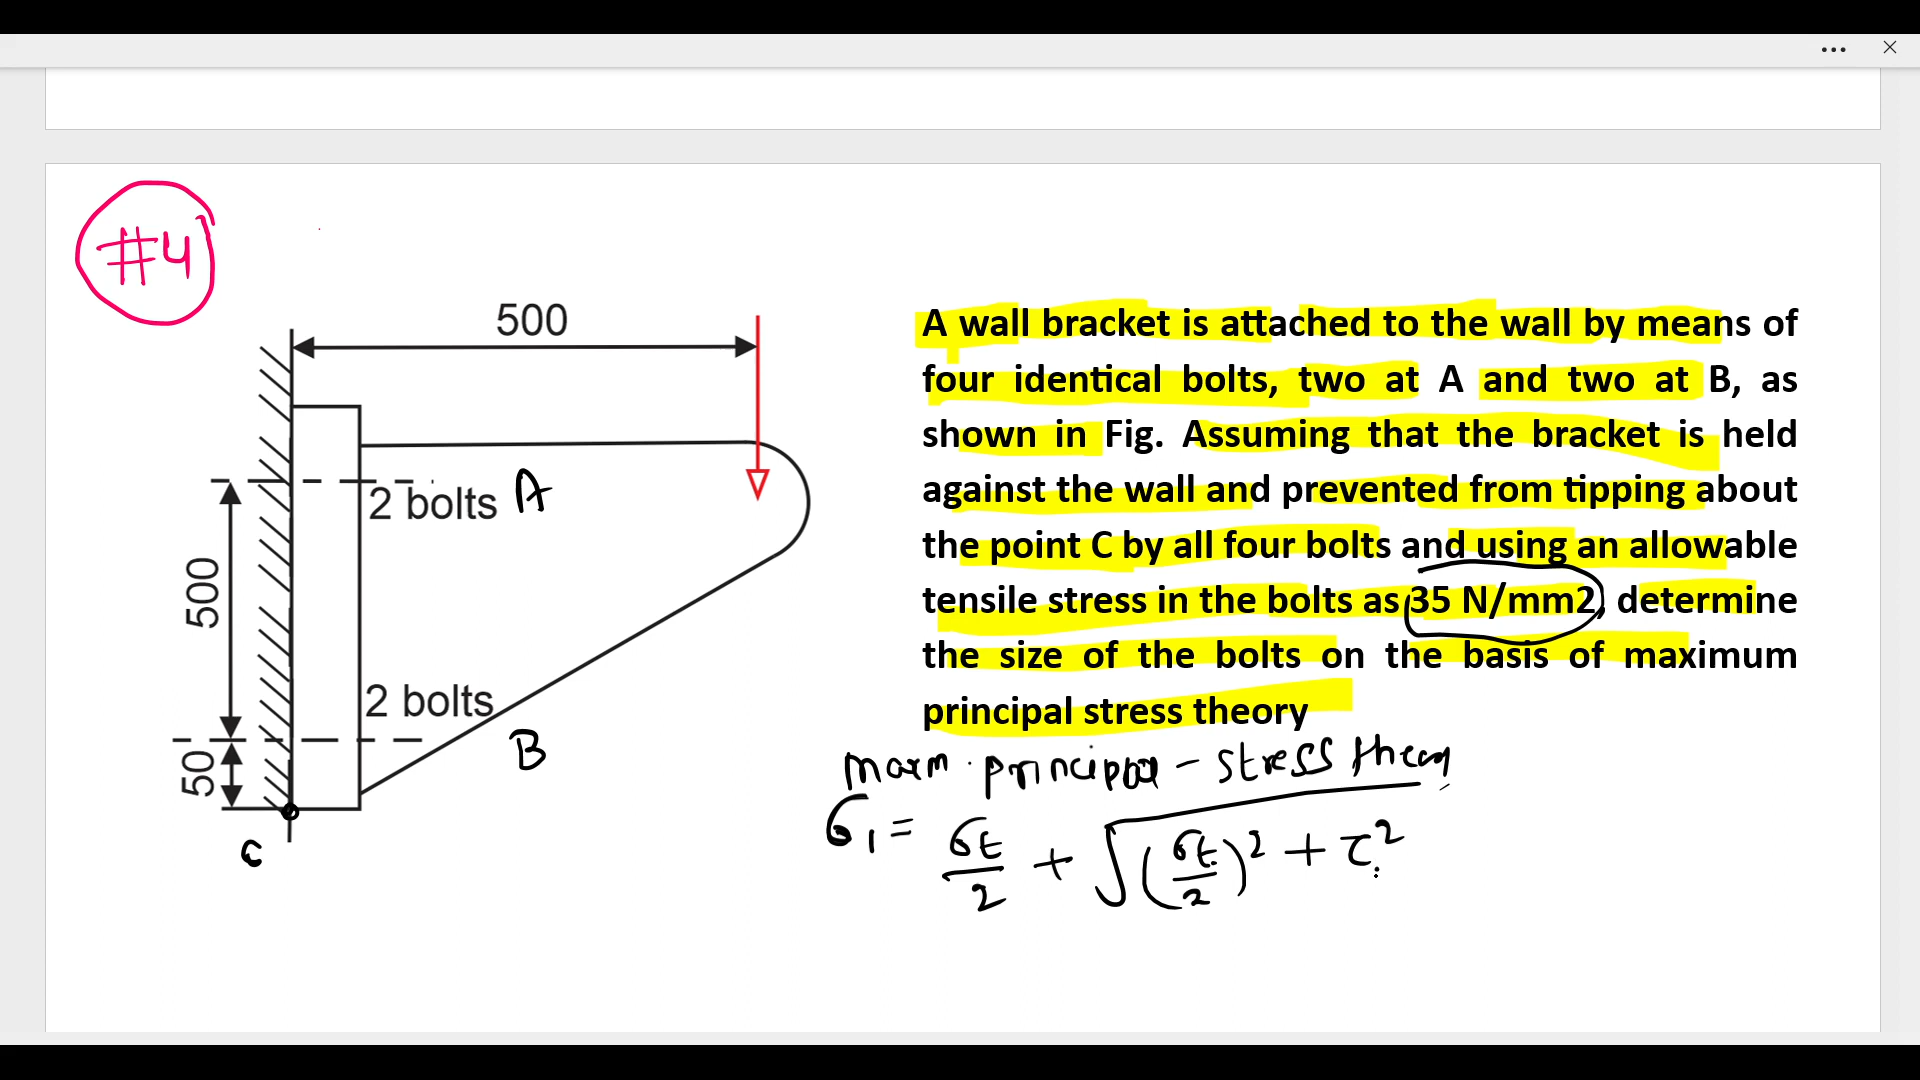 #4
500
2 bolts A
500
2 bolts
B
50
C
A wall bracket is attached to the wall by means of
four identical bolts, two at A and two at B, as
shown in Fig. Assuming that the bracket is held
against the wall and prevented from tipping about
the point C by all four bolts and using an allowable
tensile stress in the bolts as 35 N/mm2, determine
the size of the bolts on the basis of maximum
principal stress theory
principal - stress
σ₁ = σt/2 + √((σt/2)² + τ²)